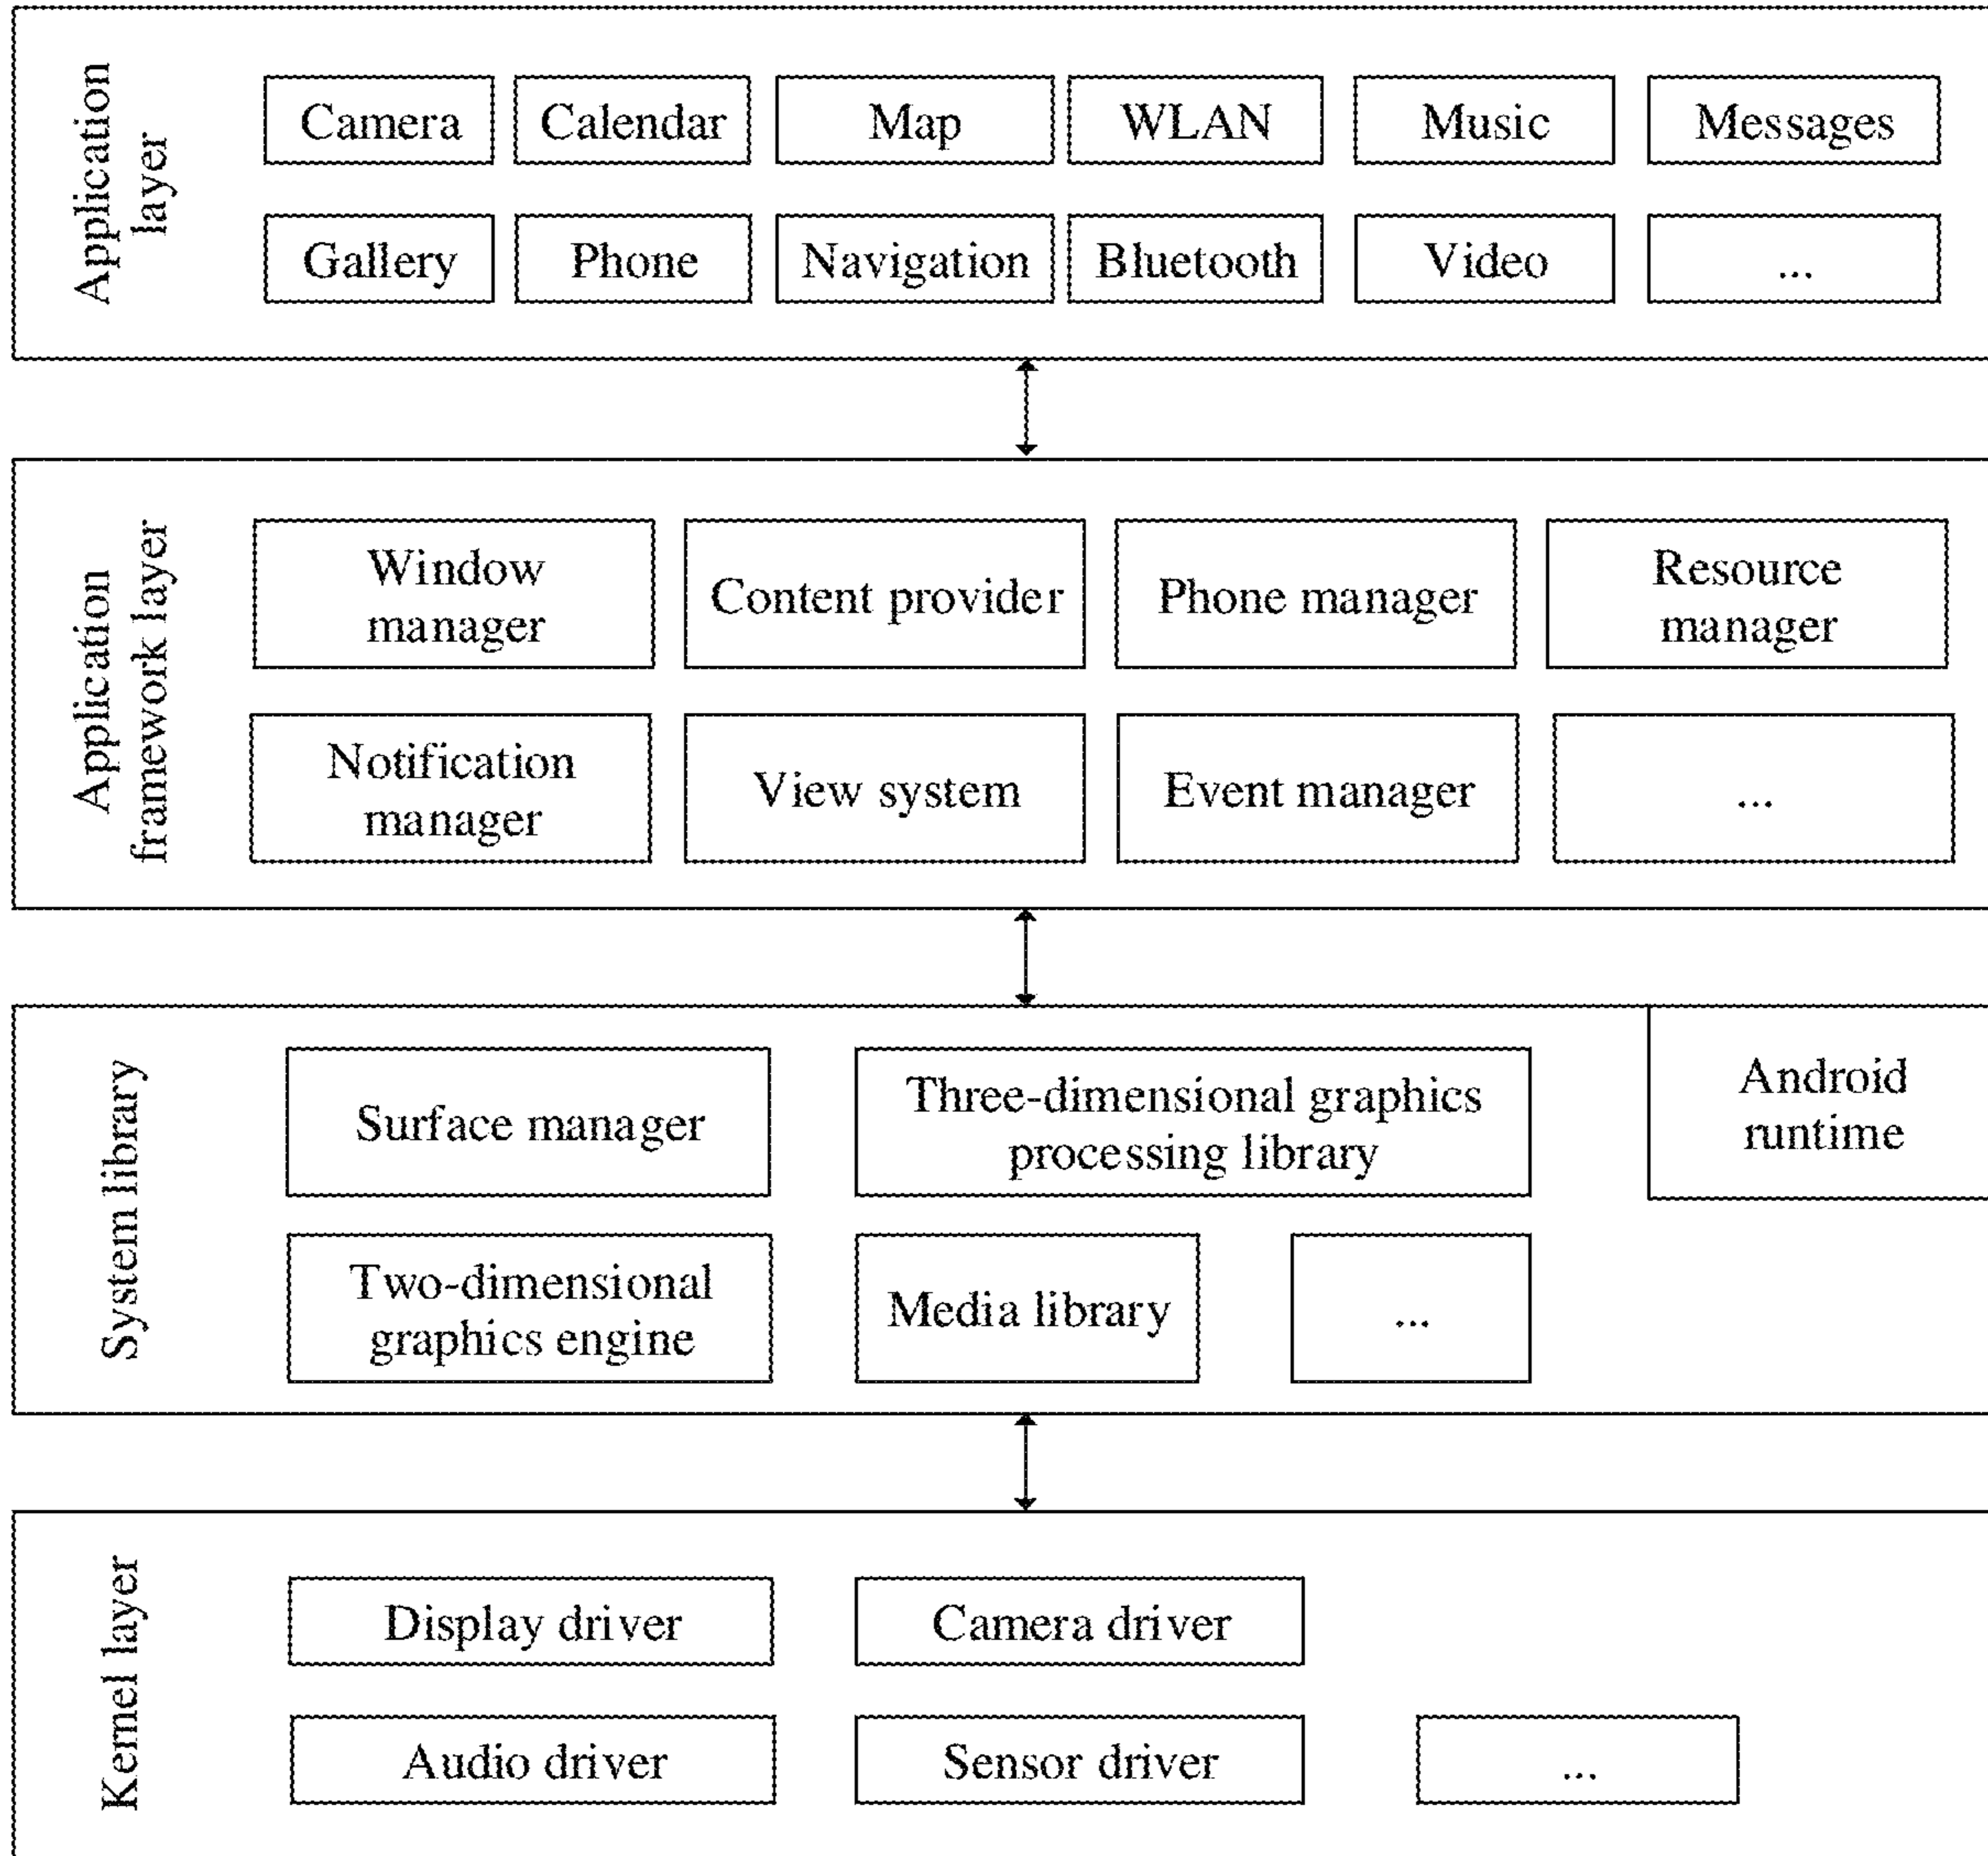 Application
layer
Camera
Calendar
Map
WLAN
Music
Messages
Gallery
Phone
Navigation
Bluetooth
Video
...
Application
framework layer
Window
manager
Content provider
Phone manager
Resource
manager
Notification
manager
View system
Event manager
...
System library
Surface manager
Three-dimensional graphics
processing library
Android
runtime
Two-dimensional
graphics engine
Media library
...
Kernel layer
Display driver
Camera driver
Audio driver
Sensor driver
...